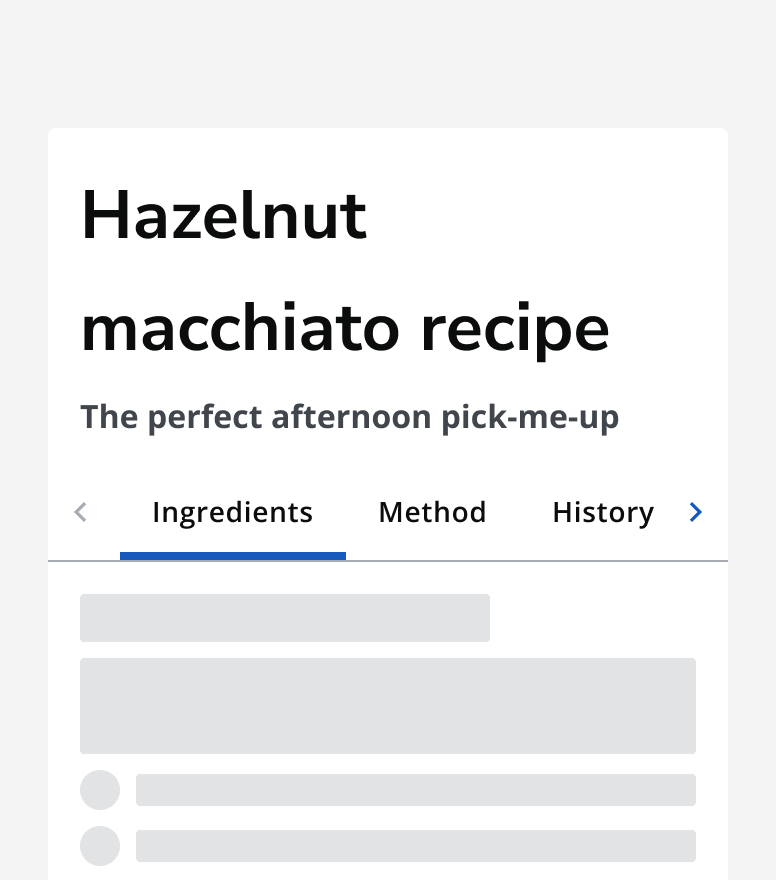 Hazelnut
macchiato recipe
The perfect afternoon pick-me-up
Ingredients Method History